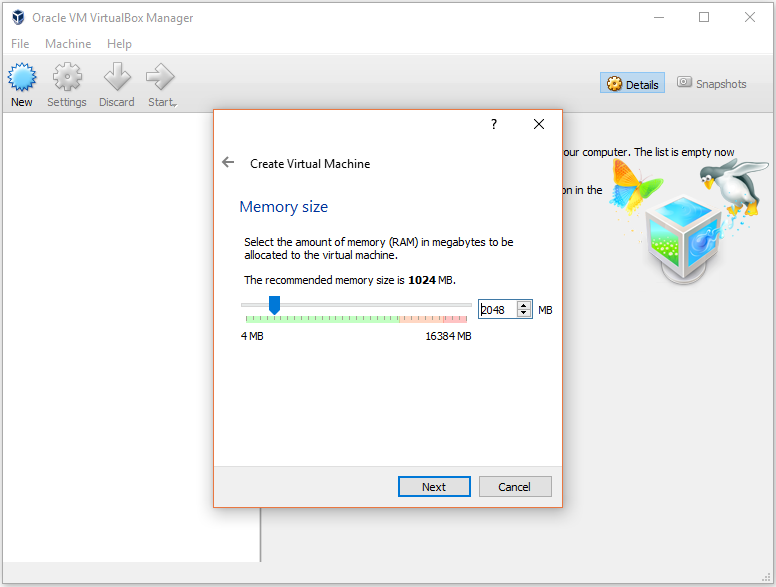 Oracle VM VirtualBox Manager
File Machine Help
New Settings Discard Start
Details Snapshots
our computer. The list is empty now
on in the
?
Create Virtual Machine
Memory size
Select the amount of memory (RAM) in megabytes to be
allocated to the virtual machine.
The recommended memory size is 1024 MB.
2048 MB
4 MB 16384 MB
Next Cancel